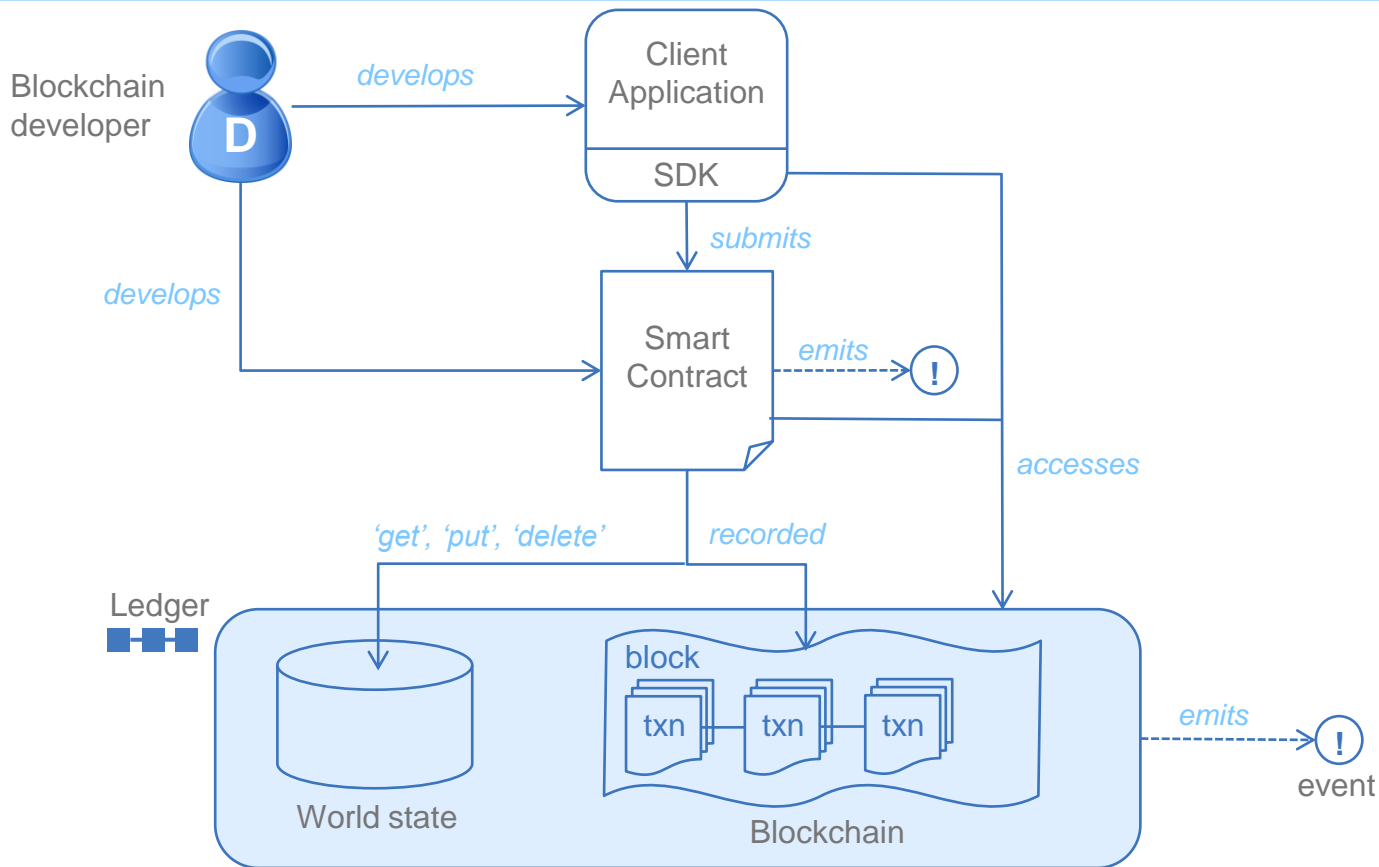 Blockchain
developer
D
develops
Client
Application
SDK
submits
develops
Smart
Contract
emits
!
accesses
‘get’, ‘put’, ‘delete’
recorded
Ledger
block
txn
txn
txn
World state
Blockchain
emits
!
event